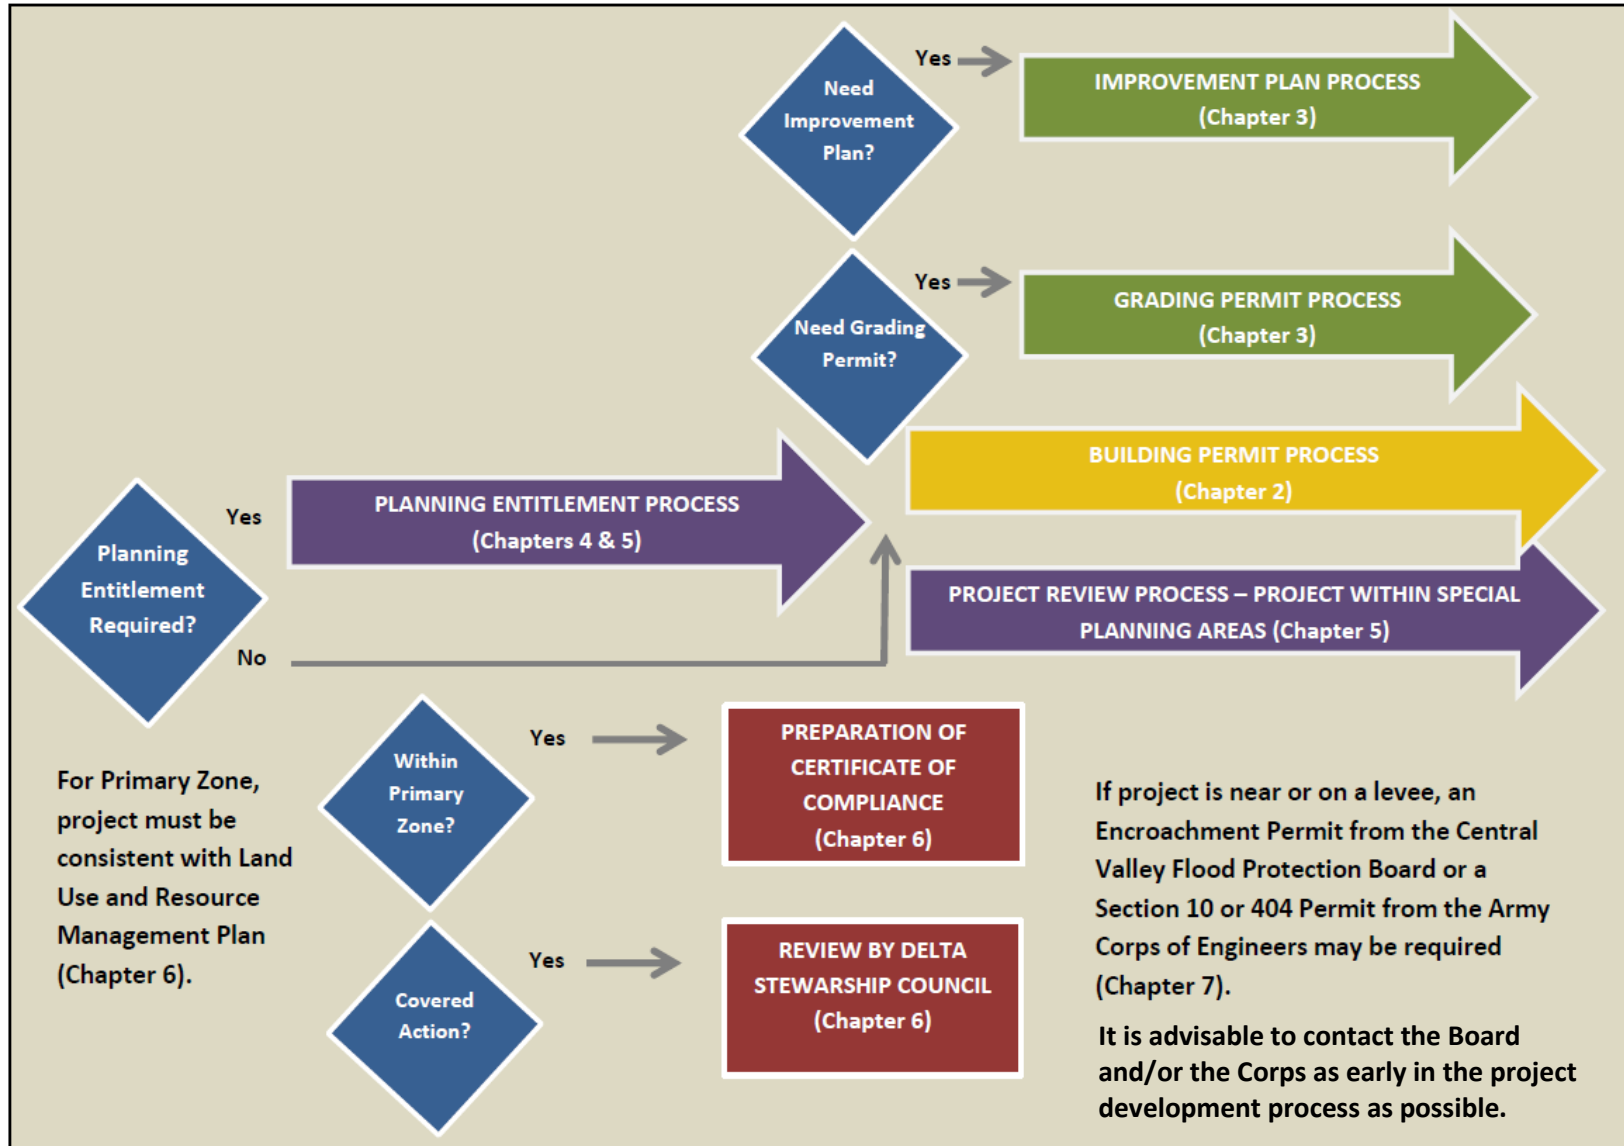 Need
Improvement
Plan?
Yes
IMPROVEMENT PLAN PROCESS
(Chapter 3)
Need Grading
Permit?
Yes
GRADING PERMIT PROCESS
(Chapter 3)
BUILDING PERMIT PROCESS
(Chapter 2)
Planning
Entitlement
Required?
Yes
PLANNING ENTITLEMENT PROCESS
(Chapters 4 & 5)
No
PROJECT REVIEW PROCESS – PROJECT WITHIN SPECIAL
PLANNING AREAS (Chapter 5)
For Primary Zone,
project must be
consistent with Land
Use and Resource
Management Plan
(Chapter 6).
Within
Primary
Zone?
Yes
PREPARATION OF
CERTIFICATE OF
COMPLIANCE
(Chapter 6)
Covered
Action?
Yes
REVIEW BY DELTA
STEWARSHIP COUNCIL
(Chapter 6)
If project is near or on a levee, an
Encroachment Permit from the Central
Valley Flood Protection Board or a
Section 10 or 404 Permit from the Army
Corps of Engineers may be required
(Chapter 7).
It is advisable to contact the Board
and/or the Corps as early in the project
development process as possible.